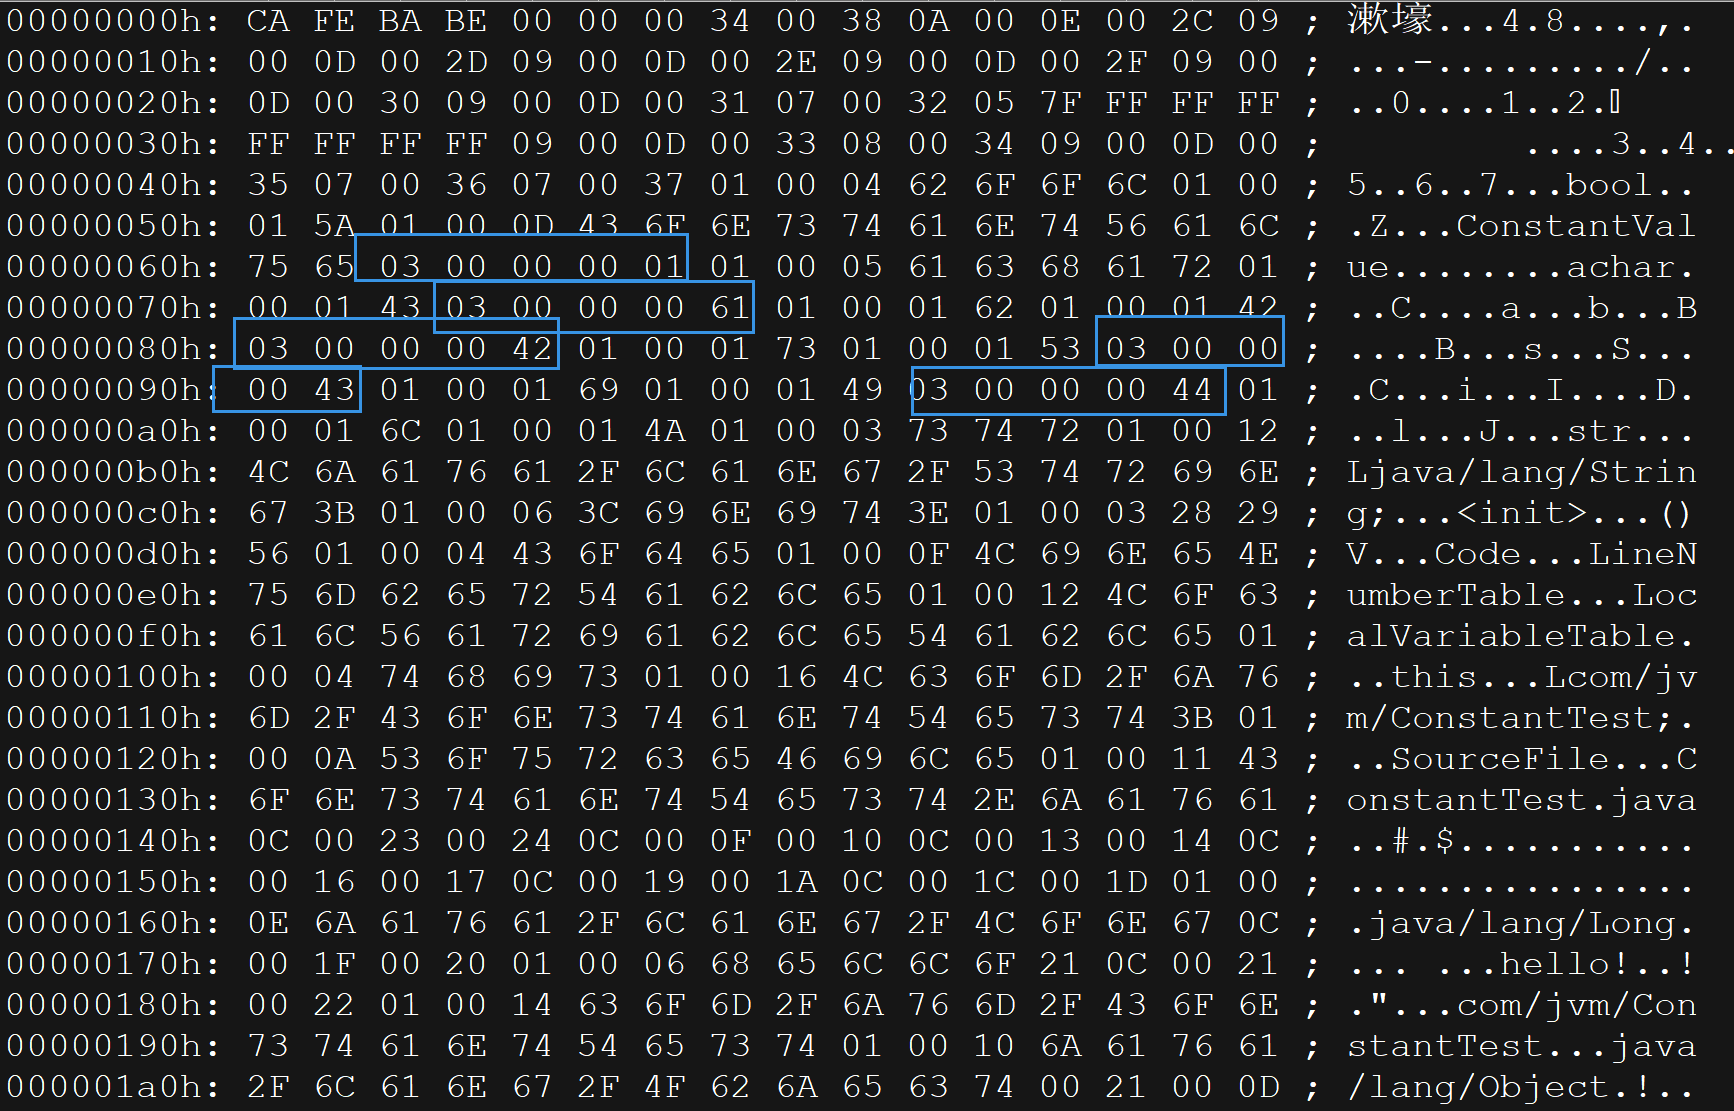 00000000h: CA FE BA BE 00 00 00 34 00 38 0A 00 0E 00 2C 09 ; 漱壕...4.8....,.
00000010h: 00 0D 00 2D 09 00 0D 00 2E 09 00 0D 00 2F 09 00 ; ...-........./..
00000020h: 0D 00 30 09 00 0D 00 31 07 00 32 05 7F FF FF FF ; ..0....1..2.
00000030h: FF FF FF FF 09 00 0D 00 33 08 00 34 09 00 0D 00 ; ....3..4..
00000040h: 35 07 00 36 07 00 37 01 00 04 62 6F 6F 6C 01 00 ; 5..6..7...bool..
00000050h: 01 5A 01 00 0D 43 6F 6E 73 74 61 6E 74 56 61 6C ; .Z...ConstantVal
00000060h: 75 65 03 00 00 00 01 01 00 05 61 63 68 61 72 01 ; ue........achar.
00000070h: 00 01 43 03 00 00 00 61 01 00 01 62 01 00 01 42 ; ..C....a...b...B
00000080h: 03 00 00 00 42 01 00 01 73 01 00 01 53 03 00 00 ; ....B...s...S...
00000090h: 00 43 01 00 01 69 01 00 01 49 03 00 00 00 44 01 ; .C...i...I....D.
000000a0h: 00 01 6C 01 00 01 4A 01 00 03 73 74 72 01 00 12 ; ..l...J...str...
000000b0h: 4C 6A 61 76 61 2F 6C 61 6E 67 2F 53 74 72 69 6E ; Ljava/lang/Strin
000000c0h: 67 3B 01 00 06 3C 69 6E 69 74 3E 01 00 03 28 29 ; g;...<init>...()
000000d0h: 56 01 00 04 43 6F 64 65 01 00 0F 4C 69 6E 65 4E ; V...Code...LineN
000000e0h: 75 6D 62 65 72 54 61 62 6C 65 01 00 12 4C 6F 63 ; umberTable...Loc
000000f0h: 61 6C 56 61 72 69 61 62 6C 65 54 61 62 6C 65 01 ; alVariableTable.
00000100h: 00 04 74 68 69 73 01 00 16 4C 63 6F 6D 2F 6A 76 ; ..this...Lcom/jv
00000110h: 6D 2F 43 6F 6E 73 74 61 6E 74 54 65 73 74 3B 01 ; m/ConstantTest;.
00000120h: 00 0A 53 6F 75 72 63 65 46 69 6C 65 01 00 11 43 ; ..SourceFile...C
00000130h: 6F 6E 73 74 61 6E 74 54 65 73 74 2E 6A 61 76 61 ; onstantTest.java
00000140h: 0C 00 23 00 24 0C 00 0F 00 10 0C 00 13 00 14 0C ; ..#.$...........
00000150h: 00 16 00 17 0C 00 19 00 1A 0C 00 1C 00 1D 01 00 ; ................
00000160h: 0E 6A 61 76 61 2F 6C 61 6E 67 2F 4C 6F 6E 67 0C ; .java/lang/Long.
00000170h: 00 1F 00 20 01 00 06 68 65 6C 6C 6F 21 0C 00 21 ; ... ...hello!..!
00000180h: 00 22 01 00 14 63 6F 6D 2F 6A 76 6D 2F 43 6F 6E ; ."...com/jvm/Con
00000190h: 73 74 61 6E 74 54 65 73 74 01 00 10 6A 61 76 61 ; stantTest...java
000001a0h: 2F 6C 61 6E 67 2F 4F 62 6A 65 63 74 00 21 00 0D ; /lang/Object.!..